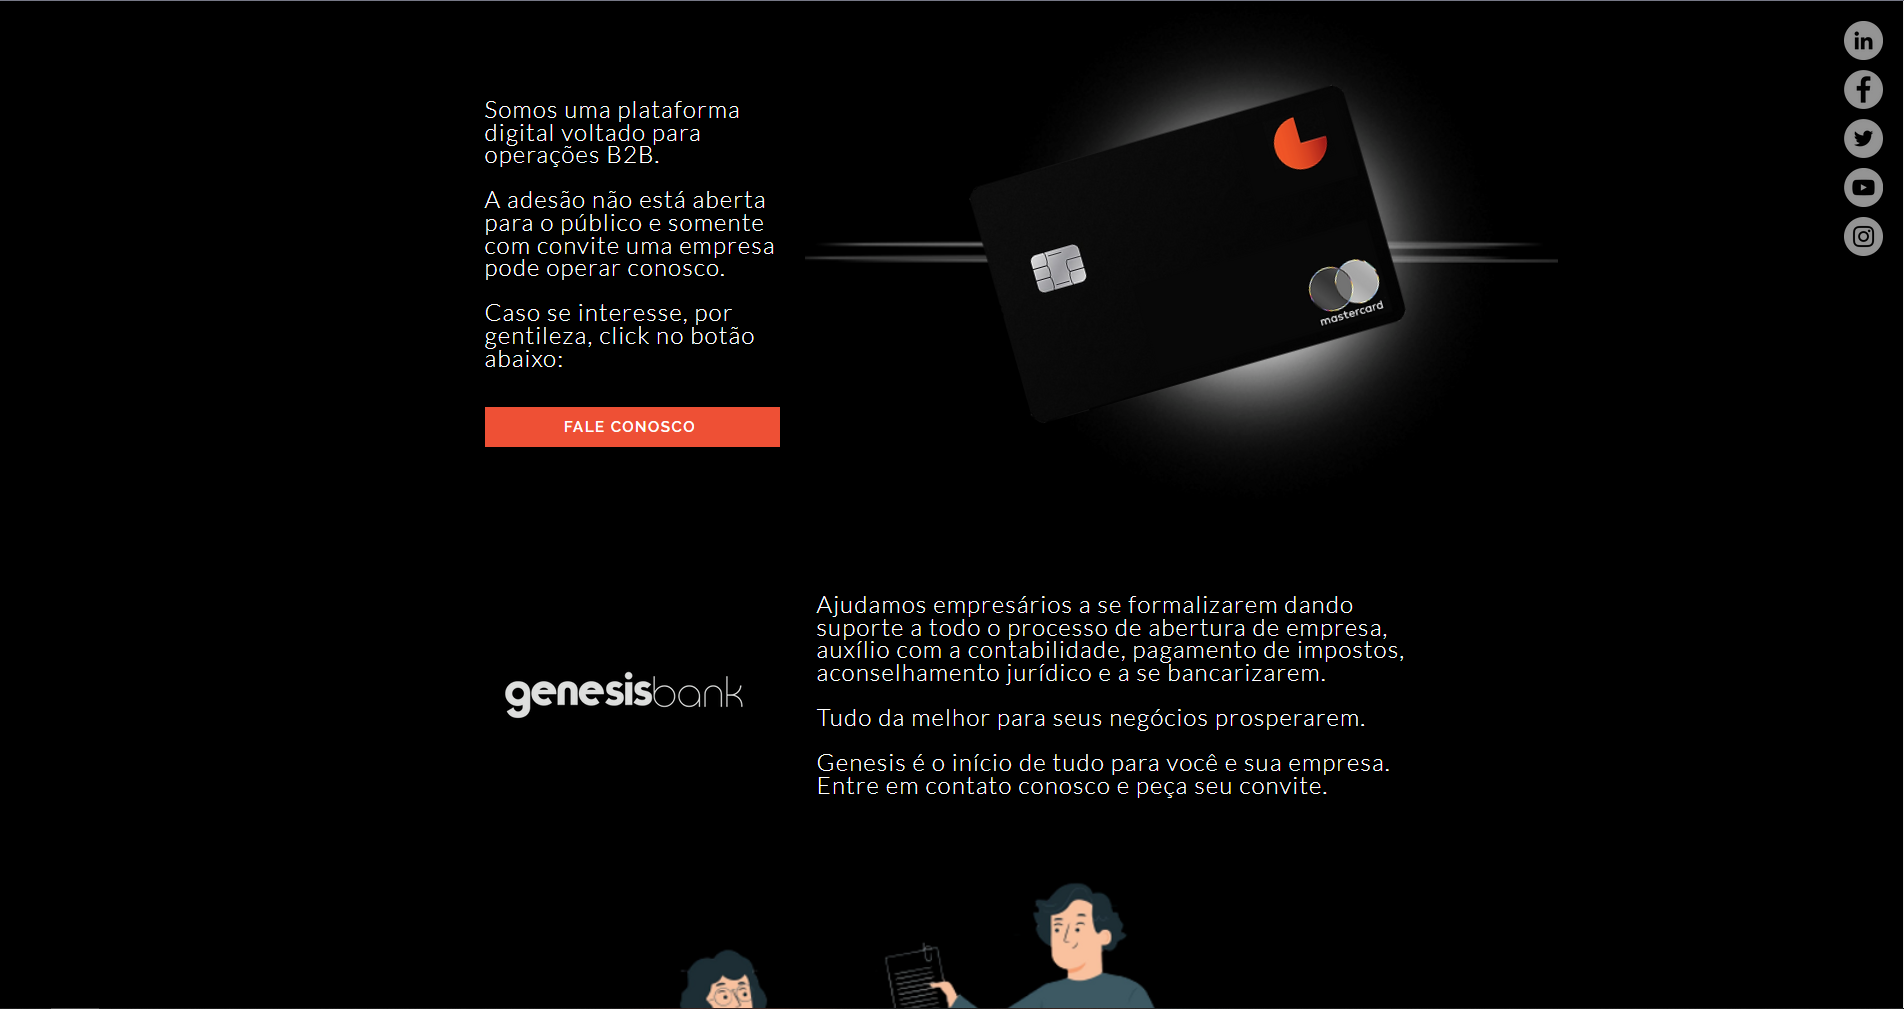 Somos uma plataforma
digital voltado para
operações B2B.
A adesão não está aberta
para o público e somente
com convite uma empresa
pode operar conosco.
Caso se interesse, por
gentileza, click no botão
abaixo:
FALE CONOSCO
mastercard
in
genesisbank
Ajudamos empresários a se formalizarem dando
suporte a todo o processo de abertura de empresa,
auxílio com a contabilidade, pagamento de impostos,
aconselhamento jurídico e a se bancarizarem.
Tudo da melhor para seus negócios prosperarem.
Genesis é o início de tudo para você e sua empresa.
Entre em contato conosco e peça seu convite.